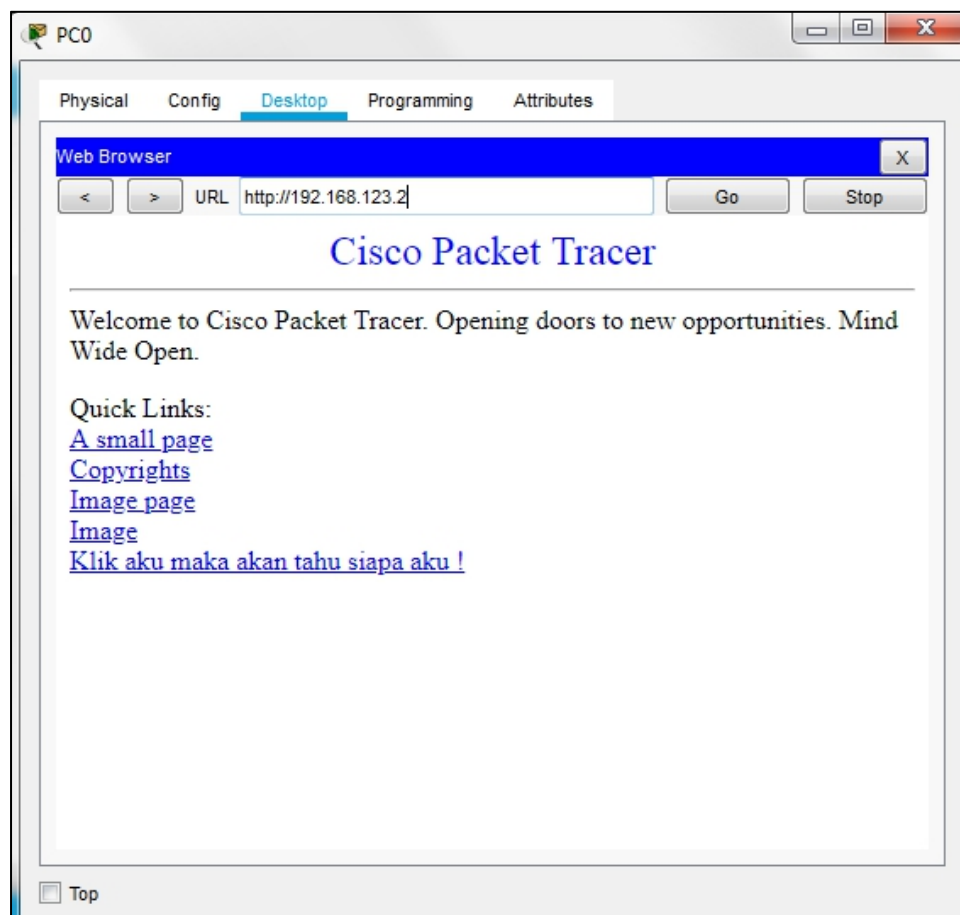 PC0
Physical Config Desktop Programming Attributes
Web Browser X
< > URL http://192.168.123.2 Go Stop
Cisco Packet Tracer
Welcome to Cisco Packet Tracer. Opening doors to new opportunities. Mind
Wide Open.
Quick Links:
A small page
Copyrights
Image page
Image
Klik aku maka akan tahu siapa aku !
Top